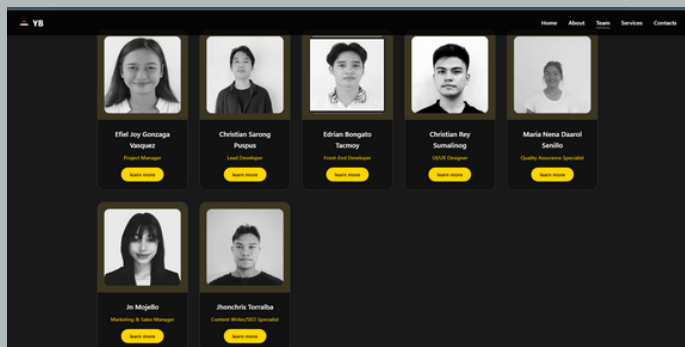 YB
Home About Team Services Contacts
Efiel Joy Gonzaga
Vasquez
Project Manager
learn more
Christian Sarong
Puspus
Lead Developer
learn more
Edrian Bongato
Tacmoy
Front-End Developer
learn more
Christian Rey
Sumalinog
UI/UX Designer
learn more
Maria Nena Daarol
Senillo
Quality Assurance Specialist
learn more
Jn Mojello
Marketing & Sales Manager
learn more
Jhonchris Torralba
Content Writer/SEO Specialist
learn more